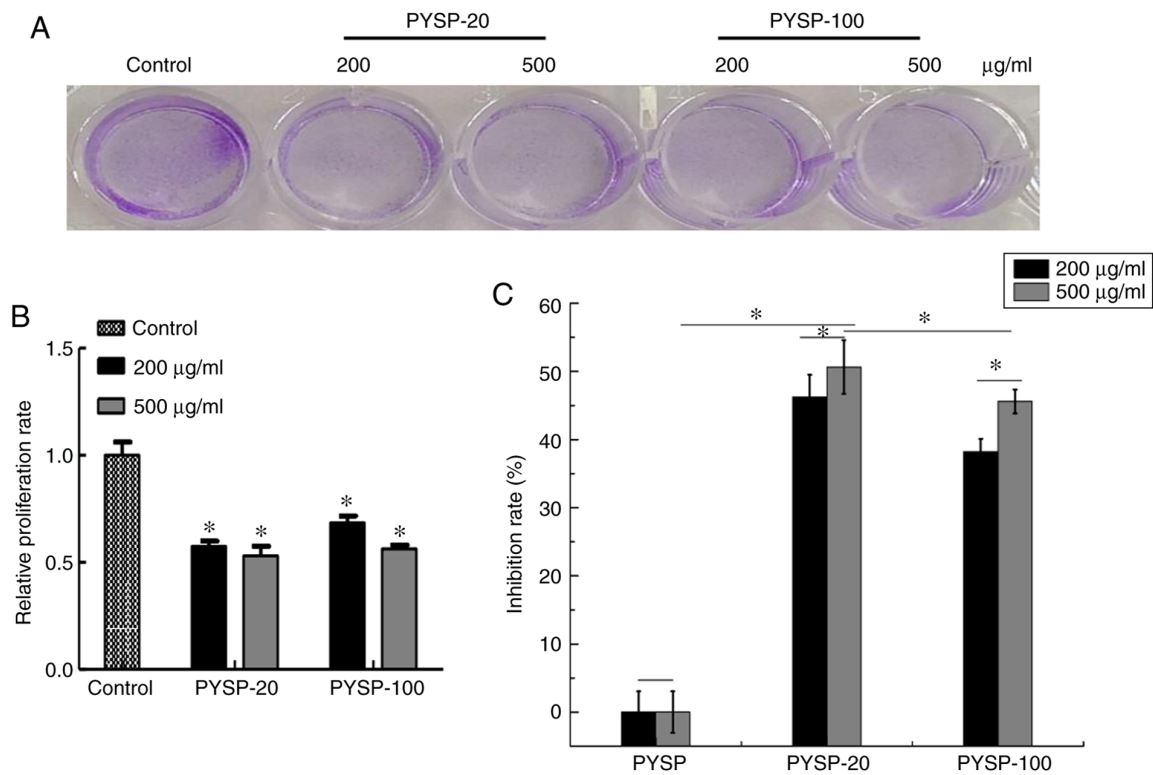 A
PYSP-20
PYSP-100
Control
200
500
200
500
µg/ml
B
Control
200 µg/ml
500 µg/ml
Relative proliferation rate
1.5
1.0
0.5
0.0
*
*
*
*
Control
PYSP-20
PYSP-100
C
200 µg/ml
500 µg/ml
Inhibition rate (%)
60
50
40
30
20
10
0
*
*
*
*
PYSP
PYSP-20
PYSP-100